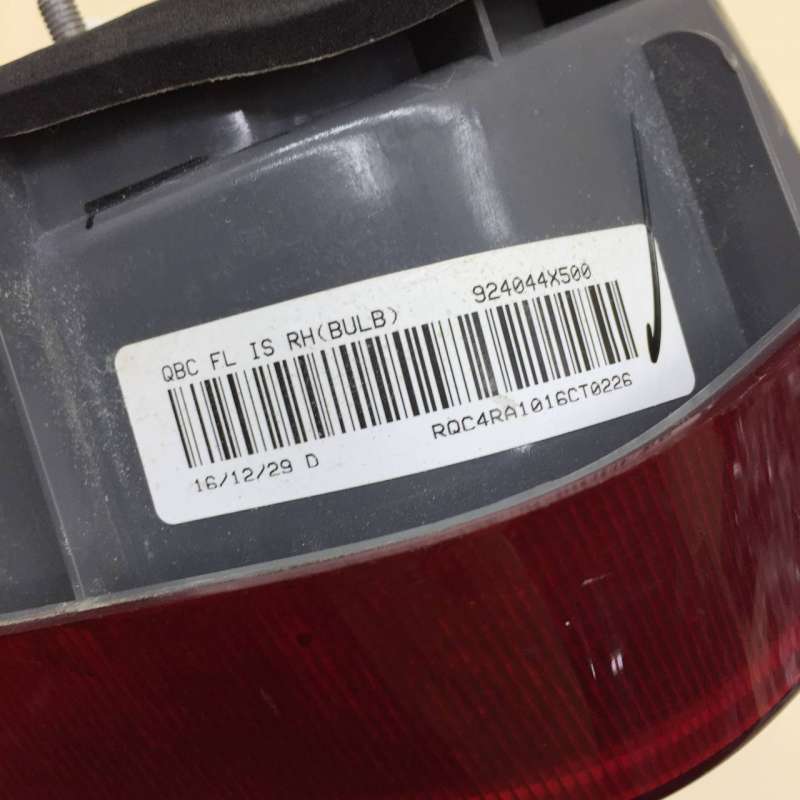 QBC FL IS RH(BULB) 924044X500
16/12/29 D RQC4RA1016CT0226